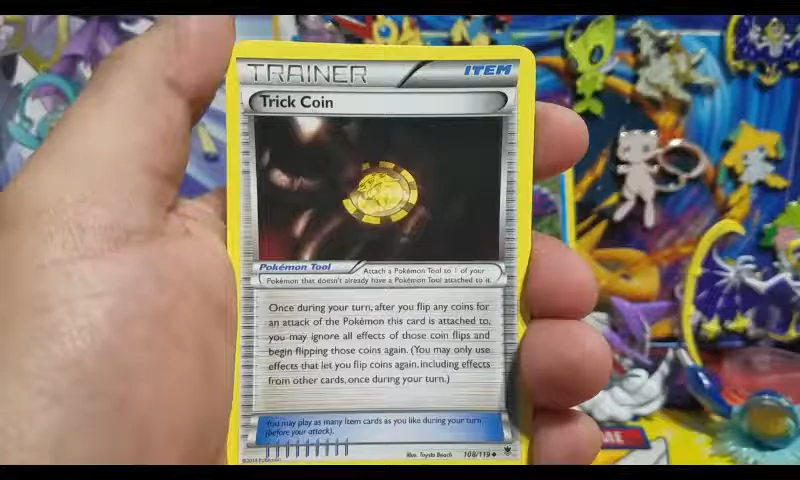 TRAINER ITEM
Trick Coin
Pokémon Tool
Attach a Pokémon Tool to 1 of your
Pokémon that doesn't already have a Pokémon Tool attached to it.
Once during your turn, after you flip any coins for
an attack of the Pokémon this card is attached to,
you may ignore all effects of those coin flips and
begin flipping those coins again. (You may only use
effects that let you flip coins again, including effects
from other cards, once during your turn.)
You may play as many Item cards as you like during your turn
(before your attack).
Illus. Toyste Beach 108/119
©2014 Pokémon